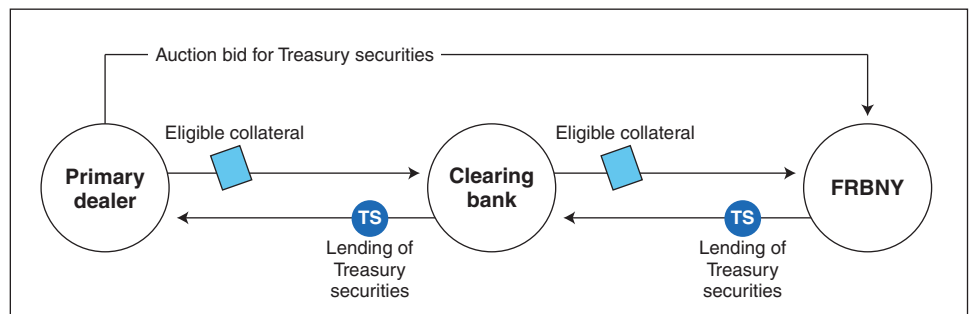 Auction bid for Treasury securities
Eligible collateral
Eligible collateral
Primary
dealer
Clearing
bank
FRBNY
TS
TS
Lending of
Treasury
securities
Lending of
Treasury
securities